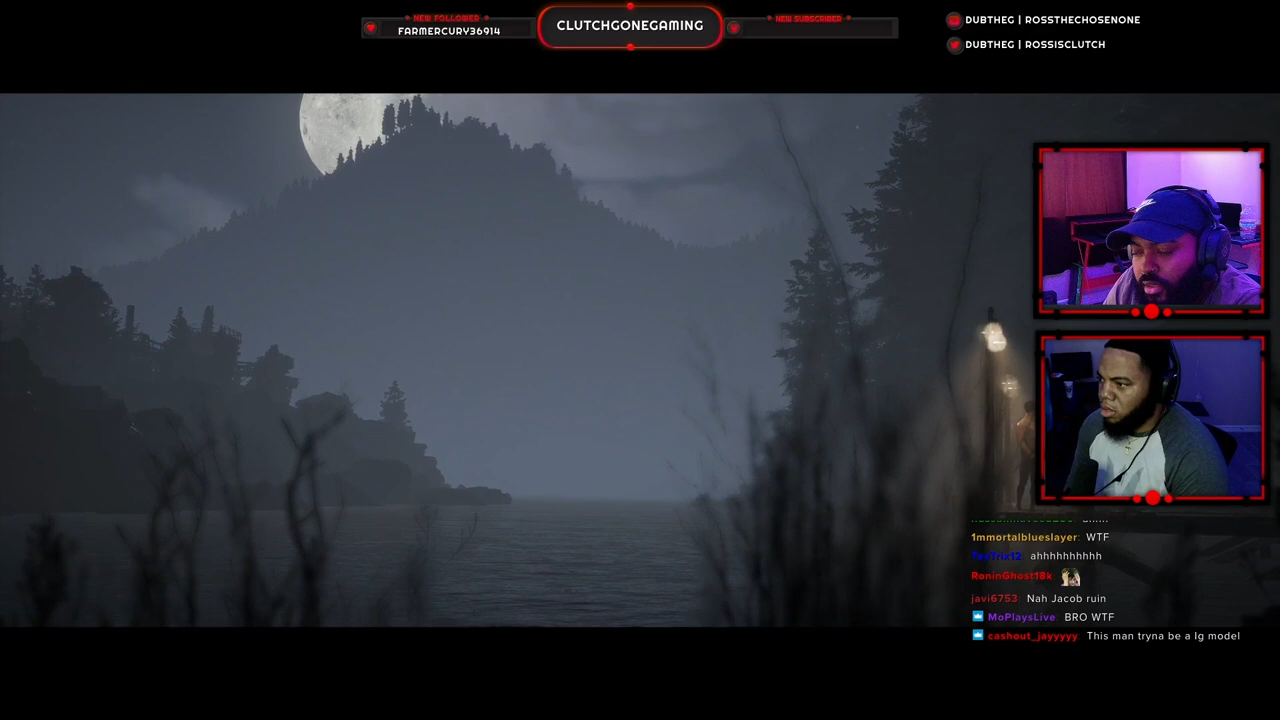 NEW FOLLOWER
FARMERCURY36914
CLUTCHGONEGAMING
NEW SUBSCRIBER
DUBTHEG | ROSSTHECHOSENONE
DUBTHEG | ROSSISCLUTCH
1mmortalblueslayer: WTF
TayTrix12: ahhhhhhhhhh
RoninGhost18k
javi6753: Nah Jacob ruin
MoPlaysLive: BRO WTF
cashout_jayyyyy: This man tryna be a Ig model